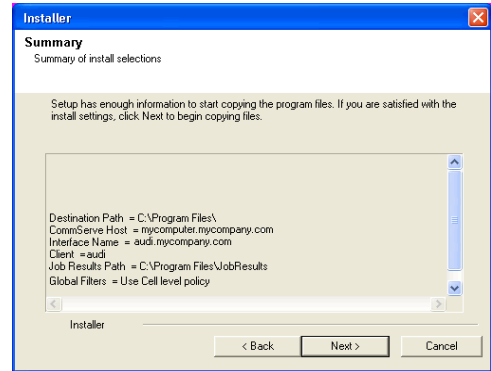 Installer
Summary
Summary of install selections
Setup has enough information to start copying the program files. If you are satisfied with the
install settings, click Next to begin copying files.
Destination Path = C:\Program Files\
CommServe Host = mycomputer.mycompany.com
Interface Name = audi.mycompany.com
Client =audi
Job Results Path = C:\Program Files\JobResults
Global Filters = Use Cell level policy
Installer
< Back Next > Cancel